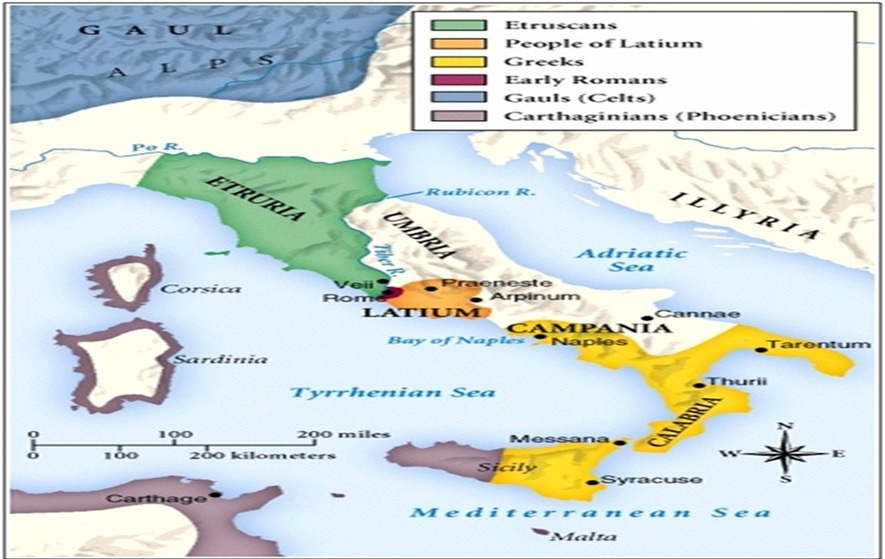 GAUL
ALPS
Etruscans
People of Latium
Greeks
Early Romans
Gauls (Celts)
Carthaginians (Phoenicians)
Po R.
ETRURIA
Rubicon R.
ILLYRIA
UMBRIA
Adriatic
Sea
Tiber R.
Corsica
Veii
Praeneste
Rome
Arpinum
LATIUM
Cannae
CAMPANIA
Bay of Naples
Naples
Tarentum
Sardinia
Thurii
Tyrrhenian Sea
CALABRIA
0 100 200 miles
0 100 200 kilometers
Messana
N
W E
S
Sicily
Syracuse
Carthage
Mediterranean Sea
Malta